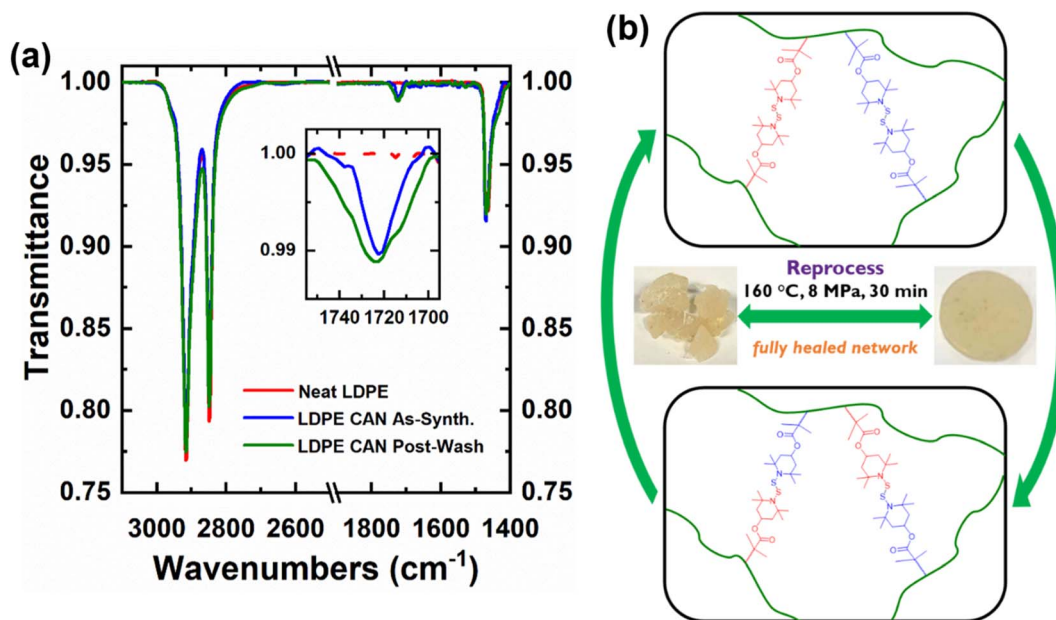 (a)
1.00
0.95
0.90
0.85
0.80
0.75
Transmittance
1.00
0.95
0.90
0.85
0.80
0.75
1.00
0.99
1740 1720 1700
Neat LDPE
LDPE CAN As-Synth.
LDPE CAN Post-Wash
3000 2800 2600 1800 1600 1400
Wavenumbers (cm⁻¹)
(b)
O
O
N
S
S
N
O
O
O
O
N
S
S
N
O
O
Reprocess
160 °C, 8 MPa, 30 min
fully healed network
O
O
N
S
S
N
O
O
O
O
N
S
S
N
O
O